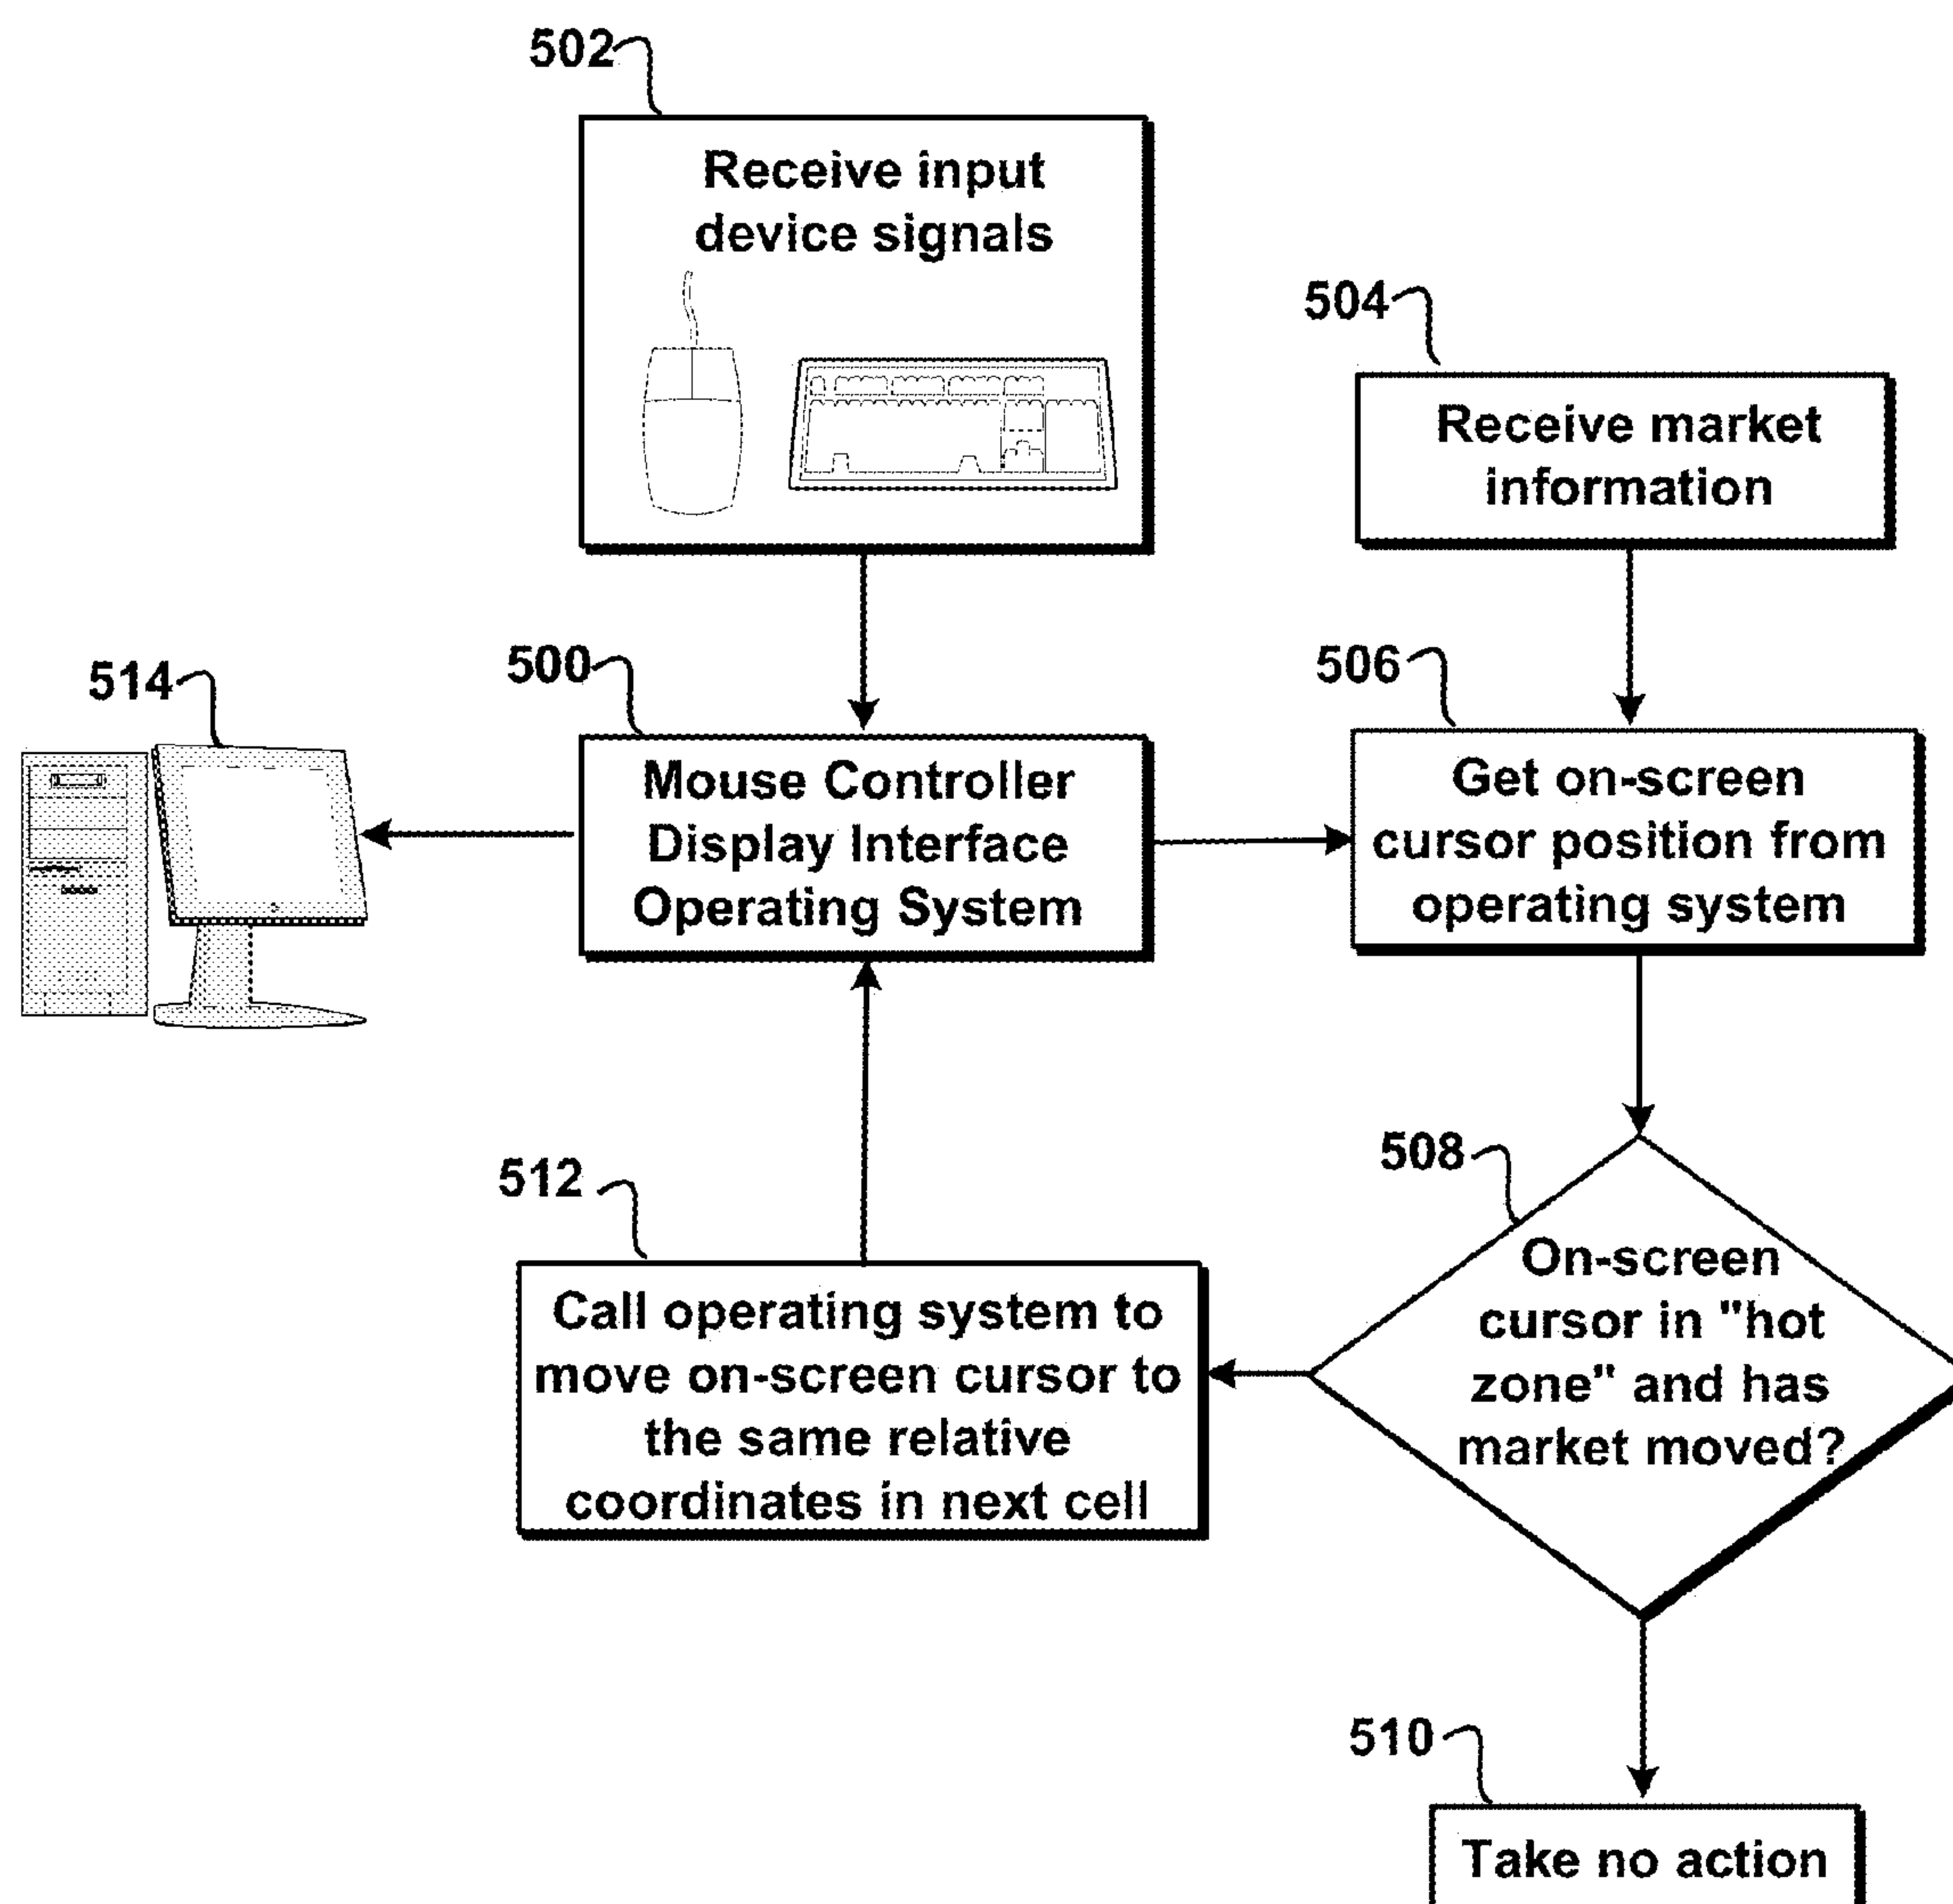 502
Receive input
device signals
504
Receive market
information
514
500
Mouse Controller
Display Interface
Operating System
506
Get on-screen
cursor position from
operating system
512
Call operating system to
move on-screen cursor to
the same relative
coordinates in next cell
508
On-screen
cursor in "hot
zone" and has
market moved?
510
Take no action